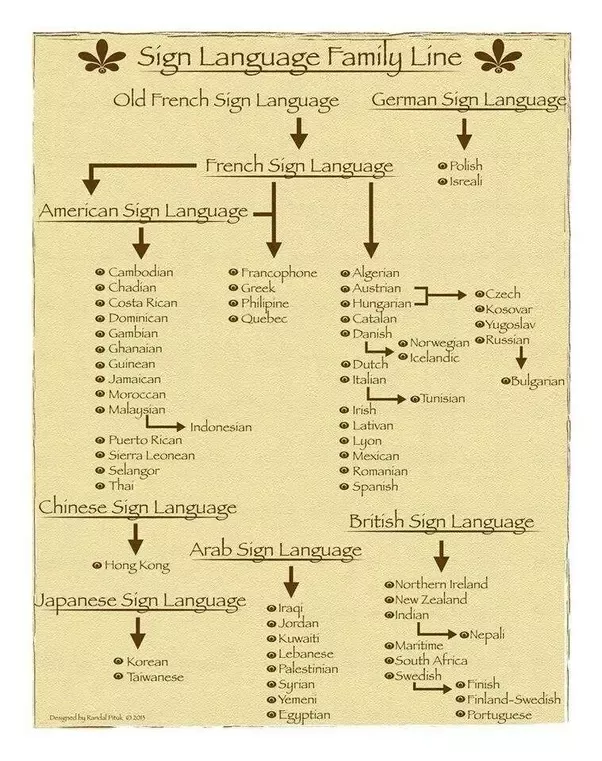 Sign Language Family Line
Old French Sign Language
German Sign Language
Polish
Isreali
French Sign Language
American Sign Language
Cambodian
Chadian
Costa Rican
Dominican
Gambian
Ghanaian
Guinean
Jamaican
Moroccan
Malaysian
Indonesian
Puerto Rican
Sierra Leonean
Selangor
Thai
Francophone
Greek
Philipine
Quebec
Algerian
Austrian
Hungarian
Catalan
Danish
Norwegian
Icelandic
Dutch
Italian
Tunisian
Irish
Lativan
Lyon
Mexican
Romanian
Spanish
Czech
Kosovar
Yugoslav
Russian
Bulgarian
Chinese Sign Language
Hong Kong
Japanese Sign Language
Korean
Taiwanese
Arab Sign Language
Iraqi
Jordan
Kuwaiti
Lebanese
Palestinian
Syrian
Yemeni
Egyptian
British Sign Language
Northern Ireland
New Zealand
Indian
Nepali
Maritime
South Africa
Swedish
Finish
Finland-Swedish
Portuguese
Designed by Randal Pituk © 2013